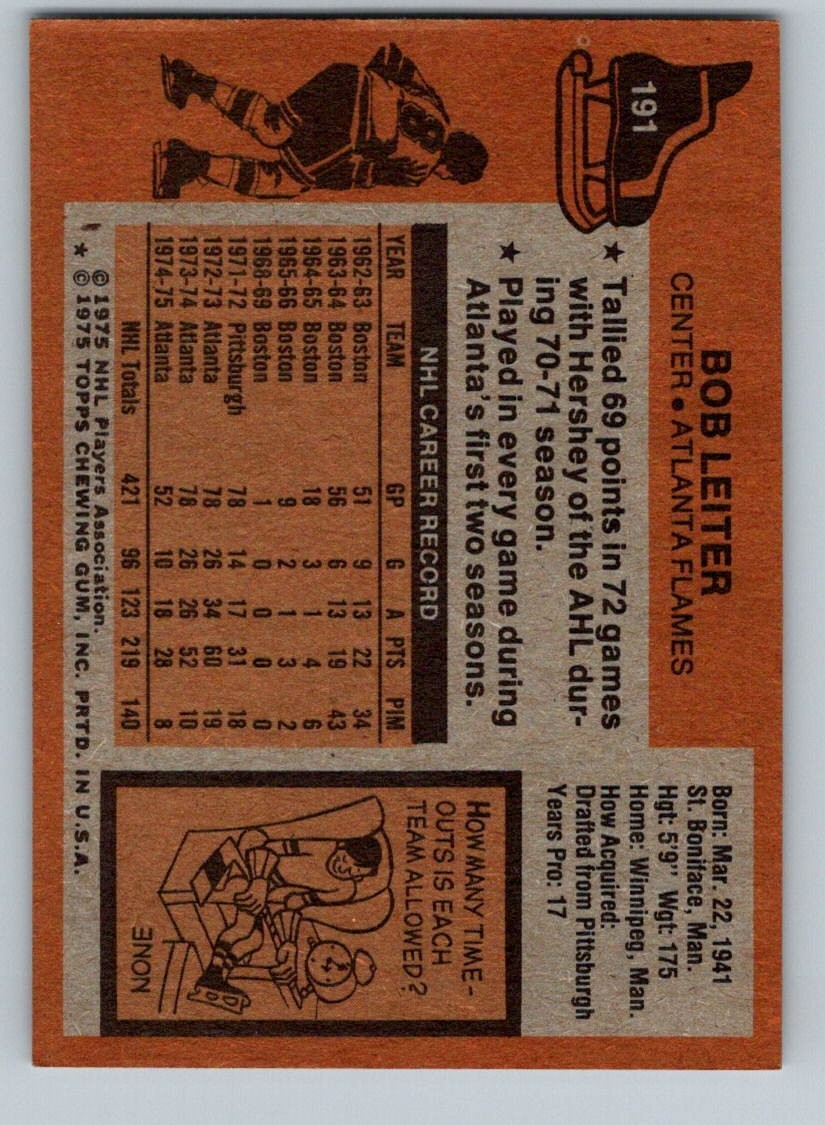 191
BOB LEITER
CENTER • ATLANTA FLAMES
★ Tallied 69 points in 72 games
with Hershey of the AHL dur-
ing 70-71 season.
★ Played in every game during
Atlanta's first two seasons.
Born: Mar. 22, 1941
St. Boniface, Man.
Hgt: 5'9" Wgt: 175
Home: Winnipeg, Man.
How Acquired:
Drafted from Pittsburgh
Years Pro: 17
NHL CAREER RECORD
YEAR TEAM GP G A PTS PIM
1962-63 Boston 51 9 13 22 34
1963-64 Boston 56 6 13 19 43
1964-65 Boston 18 3 1 4 6
1965-66 Boston 9 2 1 3 2
1968-69 Boston 1 0 0 0 0
1971-72 Pittsburgh 78 14 17 31 18
1972-73 Atlanta 78 26 34 60 19
1973-74 Atlanta 78 26 26 52 10
1974-75 Atlanta 52 10 18 28 8
NHL Totals 421 96 123 219 140
HOW MANY TIME-
OUTS IS EACH
TEAM ALLOWED?
NONE
© 1975 NHL Players Association.
★ © 1975 TOPPS CHEWING GUM, INC. PRTD. IN U.S.A.
8